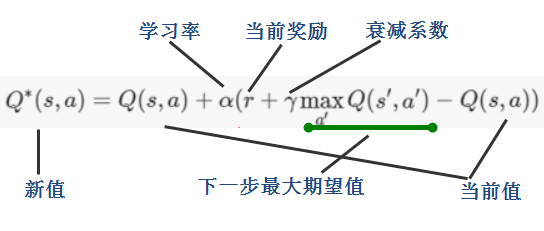 学习率 当前奖励 衰减系数
Q*(s,a) = Q(s,a) + α(r + γ max_{a′} Q(s′,a′) − Q(s,a))
新值 下一步最大期望值 当前值